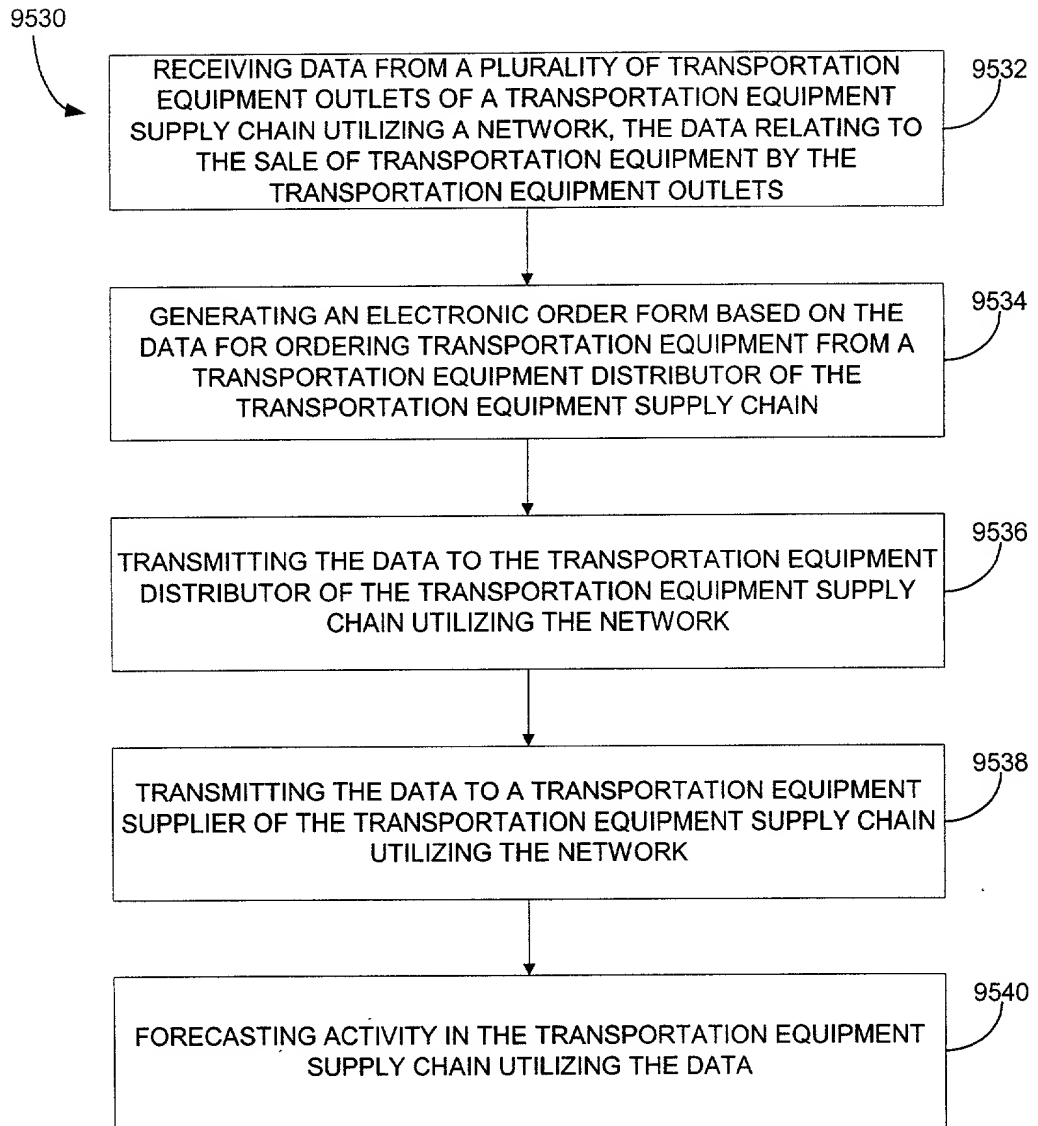 9530
RECEIVING DATA FROM A PLURALITY OF TRANSPORTATION
EQUIPMENT OUTLETS OF A TRANSPORTATION EQUIPMENT
SUPPLY CHAIN UTILIZING A NETWORK, THE DATA RELATING TO
THE SALE OF TRANSPORTATION EQUIPMENT BY THE
TRANSPORTATION EQUIPMENT OUTLETS
9532
GENERATING AN ELECTRONIC ORDER FORM BASED ON THE
DATA FOR ORDERING TRANSPORTATION EQUIPMENT FROM A
TRANSPORTATION EQUIPMENT DISTRIBUTOR OF THE
TRANSPORTATION EQUIPMENT SUPPLY CHAIN
9534
TRANSMITTING THE DATA TO THE TRANSPORTATION EQUIPMENT
DISTRIBUTOR OF THE TRANSPORTATION EQUIPMENT SUPPLY
CHAIN UTILIZING THE NETWORK
9536
TRANSMITTING THE DATA TO A TRANSPORTATION EQUIPMENT
SUPPLIER OF THE TRANSPORTATION EQUIPMENT SUPPLY CHAIN
UTILIZING THE NETWORK
9538
FORECASTING ACTIVITY IN THE TRANSPORTATION EQUIPMENT
SUPPLY CHAIN UTILIZING THE DATA
9540